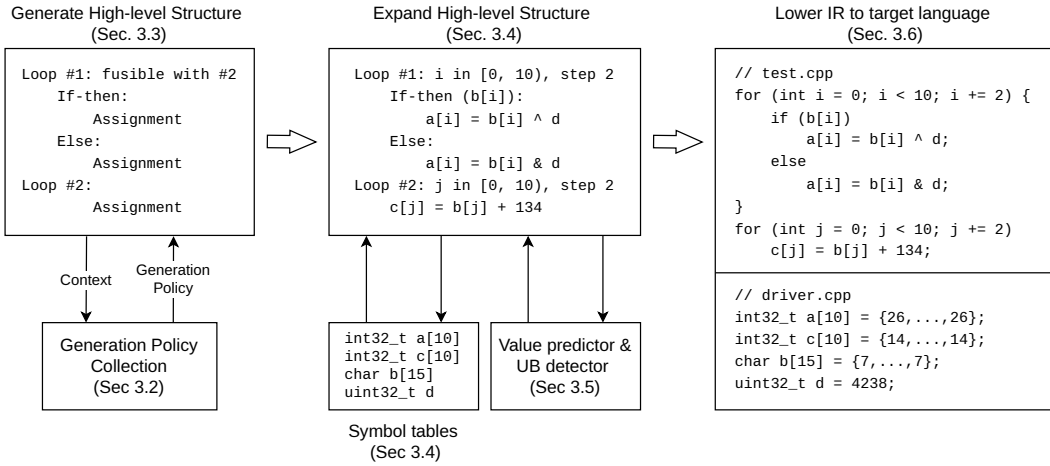 Generate High-level Structure
(Sec. 3.3)
Loop #1: fusible with #2
    If-then:
        Assignment
    Else:
        Assignment
Loop #2:
        Assignment
Context
Generation
Policy
Generation Policy
Collection
(Sec 3.2)
Expand High-level Structure
(Sec. 3.4)
Loop #1: i in [0, 10), step 2
    If-then (b[i]):
        a[i] = b[i] ^ d
    Else:
        a[i] = b[i] & d
Loop #2: j in [0, 10), step 2
    c[j] = b[j] + 134
int32_t a[10]
int32_t c[10]
char b[15]
uint32_t d
Symbol tables
(Sec 3.4)
Value predictor &
UB detector
(Sec 3.5)
Lower IR to target language
(Sec. 3.6)
// test.cpp
for (int i = 0; i < 10; i += 2) {
    if (b[i])
        a[i] = b[i] ^ d;
    else
        a[i] = b[i] & d;
}
for (int j = 0; j < 10; j += 2)
    c[j] = b[j] + 134;
// driver.cpp
int32_t a[10] = {26,...,26};
int32_t c[10] = {14,...,14};
char b[15] = {7,...,7};
uint32_t d = 4238;